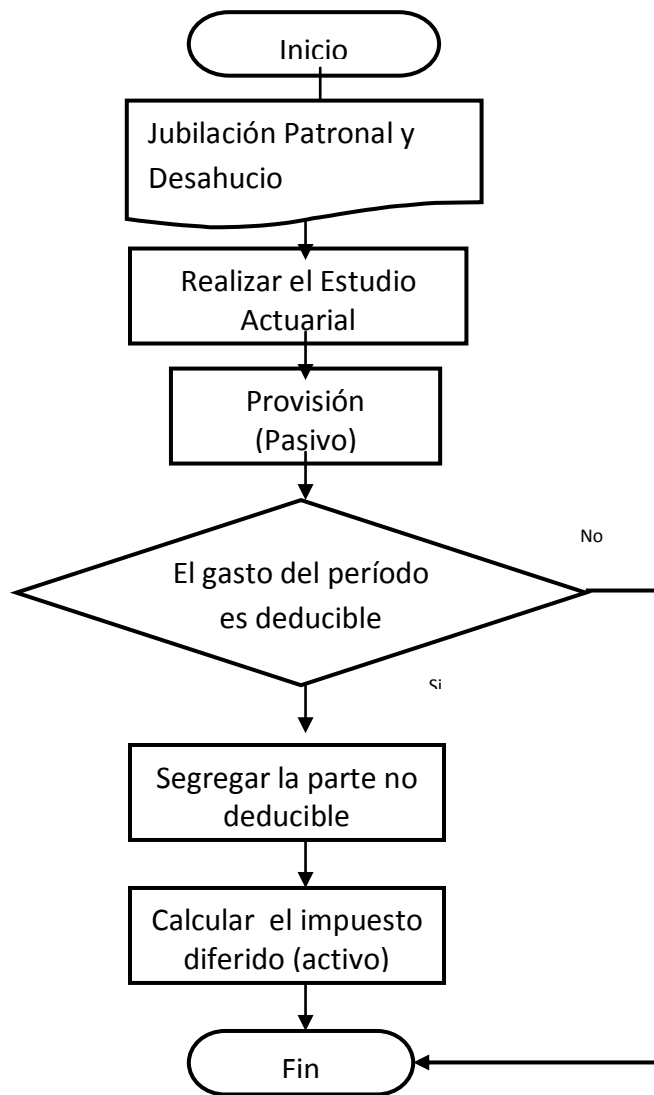 Inicio
Jubilación Patronal y
Desahucio
Realizar el Estudio
Actuarial
Provisión
(Pasivo)
No
El gasto del período
es deducible
Si
Segregar la parte no
deducible
Calcular el impuesto
diferido (activo)
Fin